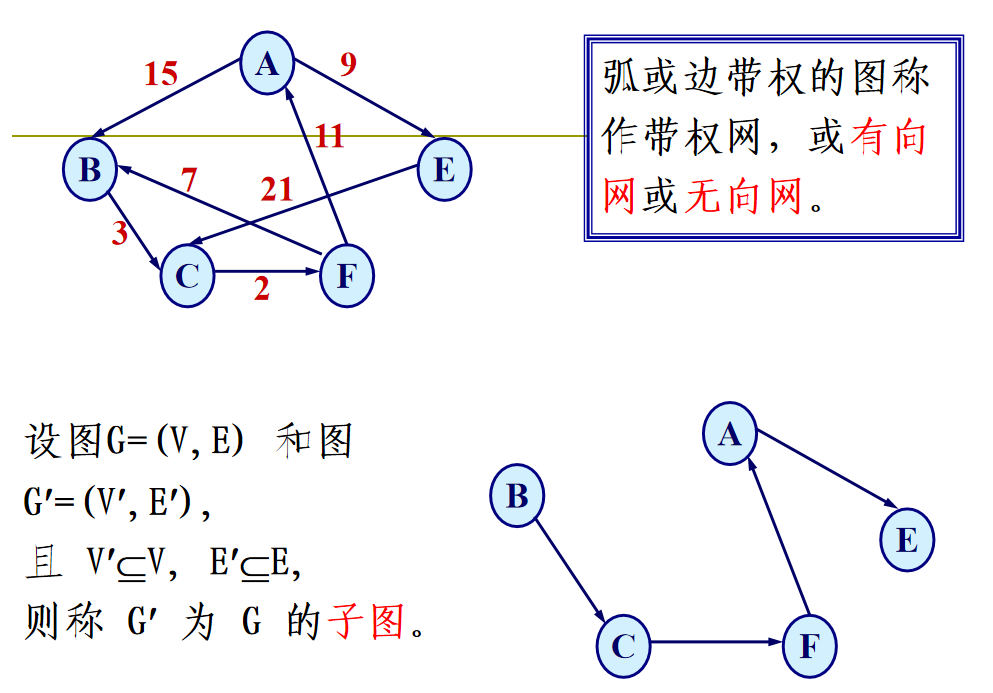 A
15
9
11
B
E
7
21
3
C
F
2
弧或边带权的图称
作带权网，或有向
网或无向网。
设图G=(V,E) 和图
G′=(V′,E′),
且 V′⊆V, E′⊆E,
则称 G′ 为 G 的子图。
A
B
E
C
F